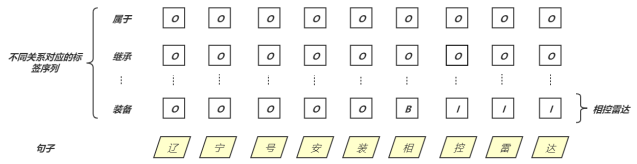 属于 O O O O O O O O O
不同关系对应的标
签序列
继承 O O O O O O O O O
装备 O O O O O B I I I
相控雷达
句子 辽 宁 号 安 装 相 控 雷 达